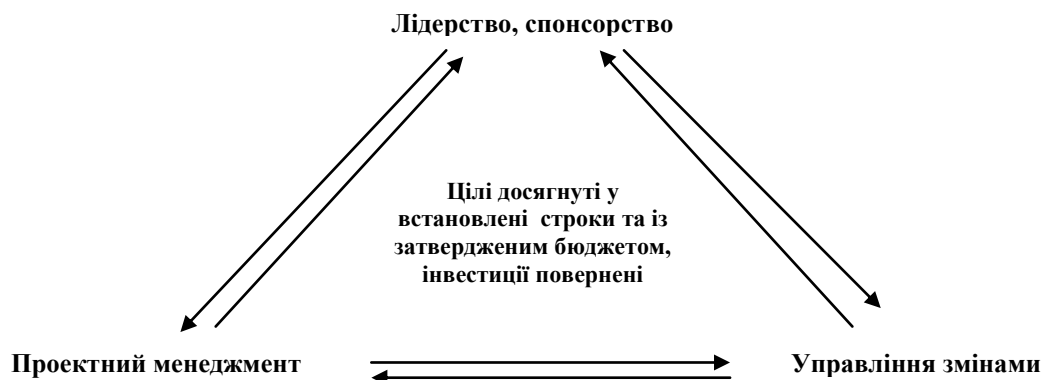 Лідерство, спонсорство
Цілі досягнуті у
встановлені строки та із
затвердженим бюджетом,
інвестиції повернені
Проектний менеджмент
Управління змінами